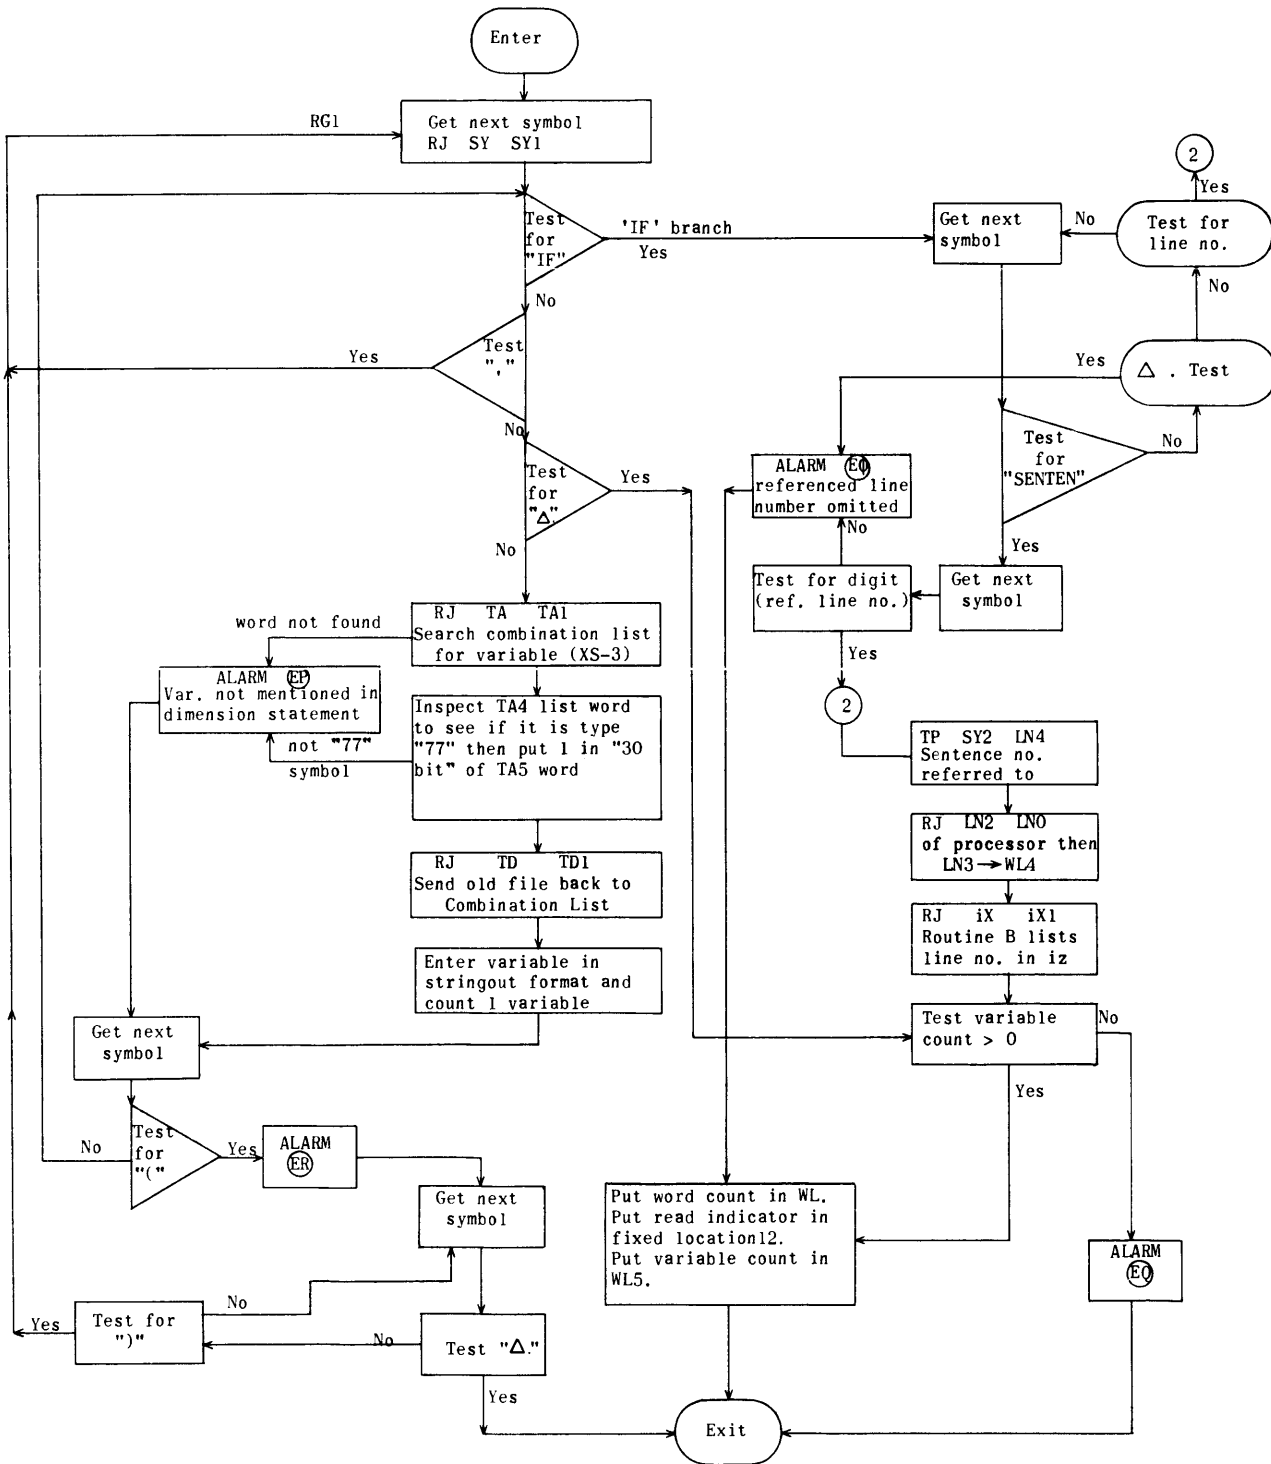 Enter
RG1
Get next symbol
RJ SY SY1
2
Yes
Test
for
"IF"
'IF' branch
Yes
Get next
symbol
No
Test for
line no.
No
No
Test
","
Yes
Yes
Δ . Test
No
Test
for
"Δ."
Yes
ALARM EQ
referenced line
number omitted
Test
for
"SENTEN"
No
No
No
Yes
Test for digit
(ref. line no.)
Get next
symbol
RJ TA TA1
Search combination list
for variable (XS-3)
word not found
Yes
ALARM EP
Var. not mentioned in
dimension statement
Inspect TA4 list word
to see if it is type
"77" then put 1 in "30
bit" of TA5 word
not "77"
symbol
2
TP SY2 LN4
Sentence no.
referred to
RJ LN2 LN0
of processor then
LN3→WL4
RJ TD TD1
Send old file back to
Combination List
RJ iX iX1
Routine B lists
line no. in iz
Enter variable in
stringout format and
count 1 variable
Test variable
count > 0
No
Get next
symbol
Yes
No
Test
for
"("
Yes
ALARM
ER
Get next
symbol
Put word count in WL.
Put read indicator in
fixed location12.
Put variable count in
WL5.
ALARM
EQ
Yes
Test for
")"
No
No
Test "Δ."
Yes
Exit